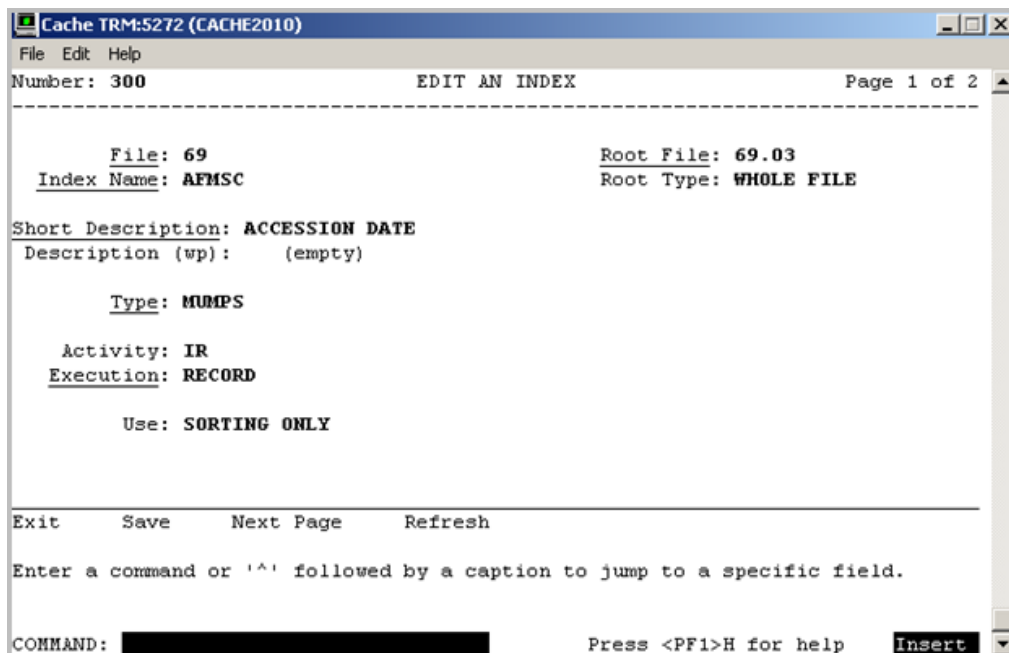 Cache TRM:5272 (CACHE2010)
File Edit Help
Number: 300 EDIT AN INDEX Page 1 of 2
-------------------------------------------------------------------------------
File: 69 Root File: 69.03
Index Name: AFMSC Root Type: WHOLE FILE
Short Description: ACCESSION DATE
Description (wp): (empty)
Type: MUMPS
Activity: IR
Execution: RECORD
Use: SORTING ONLY
Exit Save Next Page Refresh
Enter a command or '^' followed by a caption to jump to a specific field.
COMMAND: Press <PF1>H for help Insert